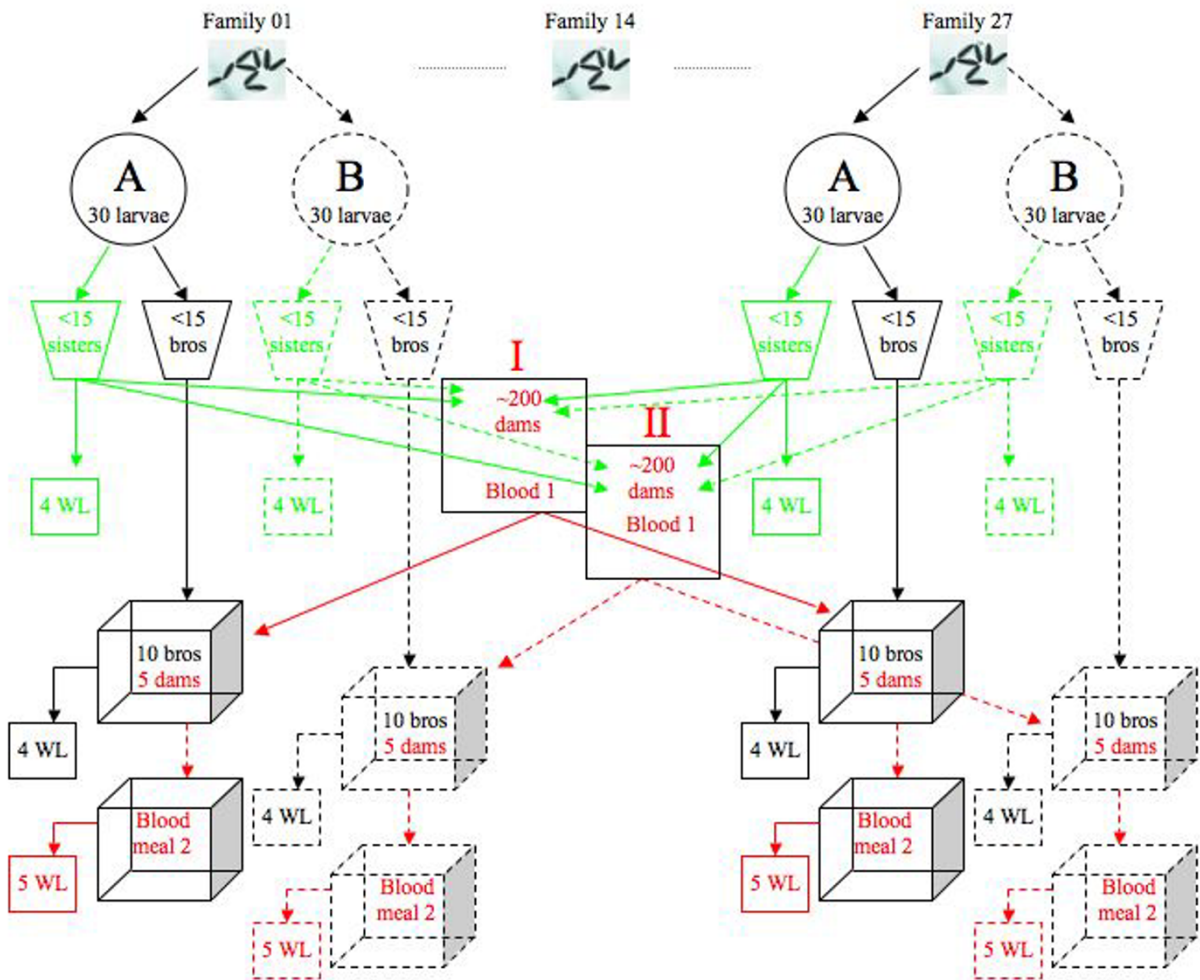 Family 01
Family 14
Family 27
A
30 larvae
B
30 larvae
A
30 larvae
B
30 larvae
<15
sisters
<15
bros
<15
sisters
<15
bros
<15
sisters
<15
bros
<15
sisters
<15
bros
I
~200
dams
Blood 1
II
~200
dams
Blood 1
4 WL
4 WL
4 WL
4 WL
10 bros
5 dams
10 bros
5 dams
10 bros
5 dams
10 bros
5 dams
4 WL
4 WL
4 WL
4 WL
Blood
meal 2
Blood
meal 2
Blood
meal 2
Blood
meal 2
5 WL
5 WL
5 WL
5 WL